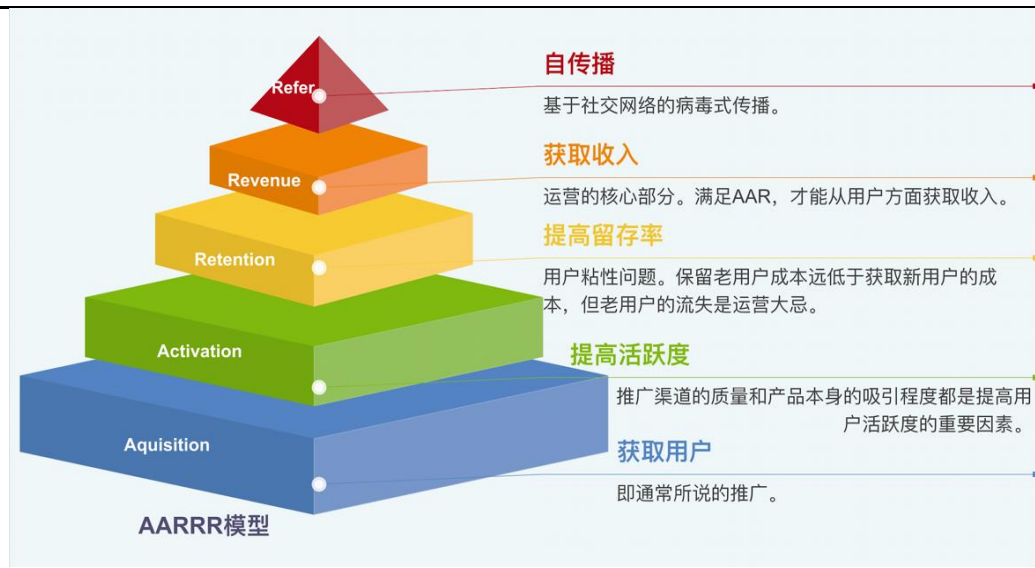 Refer
自传播
基于社交网络的病毒式传播。
Revenue
获取收入
运营的核心部分。满足AAR，才能从用户方面获取收入。
Retention
提高留存率
用户粘性问题。保留老用户成本远低于获取新用户的成
本，但老用户的流失是运营大忌。
Activation
提高活跃度
推广渠道的质量和产品本身的吸引程度都是提高用
户活跃度的重要因素。
Aquisition
获取用户
即通常所说的推广。
AARRR模型